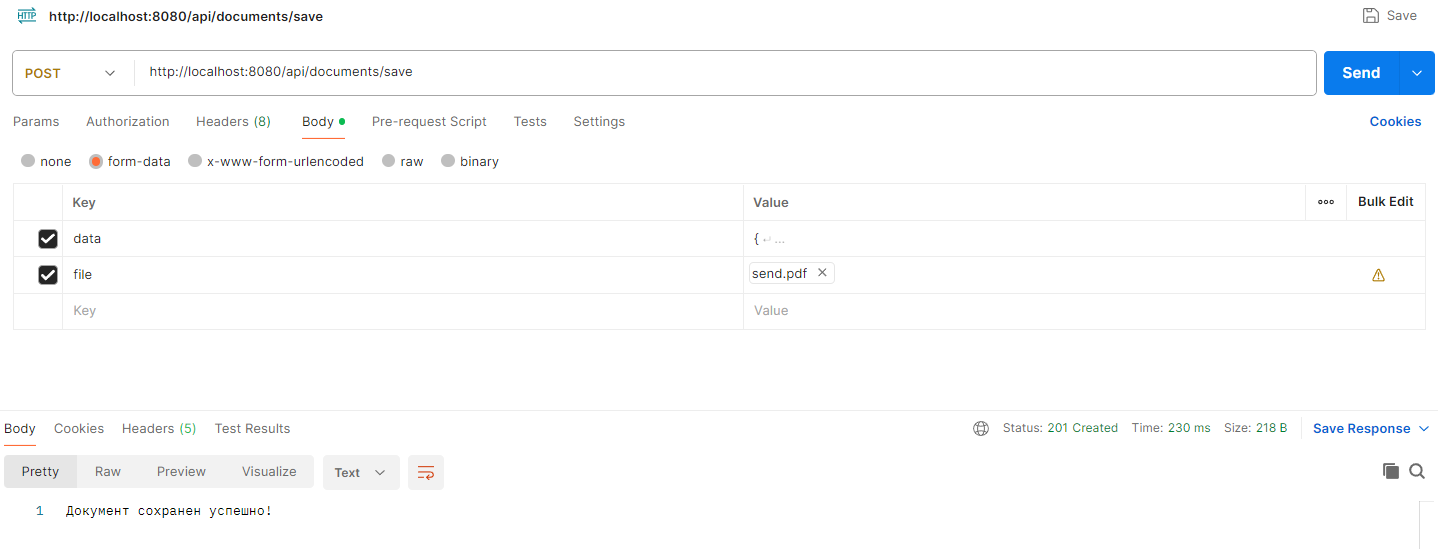 HTTP http://localhost:8080/api/documents/save Save
POST http://localhost:8080/api/documents/save Send
Params Authorization Headers (8) Body Pre-request Script Tests Settings Cookies
none form-data x-www-form-urlencoded raw binary
Key Value ooo Bulk Edit
data { ↵ ...
file send.pdf ×
Key Value
Body Cookies Headers (5) Test Results Status: 201 Created Time: 230 ms Size: 218 B Save Response
Pretty Raw Preview Visualize Text
1 Документ сохранен успешно!